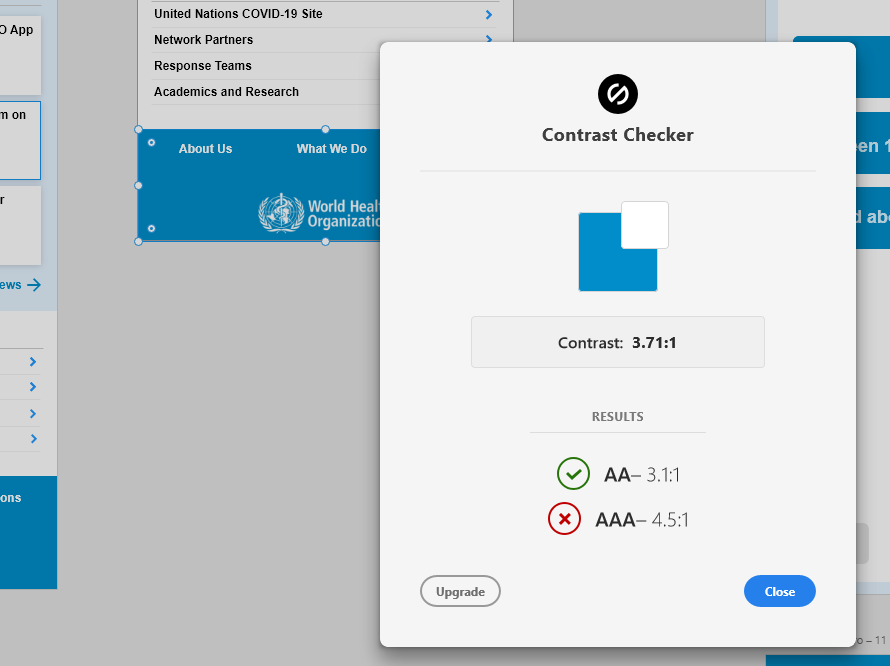 O App
m on
r
ews
ons
United Nations COVID-19 Site
Network Partners
Response Teams
Academics and Research
About Us
What We Do
World Heal
Organizatio
Contrast Checker
Contrast: 3.71:1
RESULTS
AA– 3.1:1
AAA– 4.5:1
Upgrade
Close
een 1
d abo
o – 11